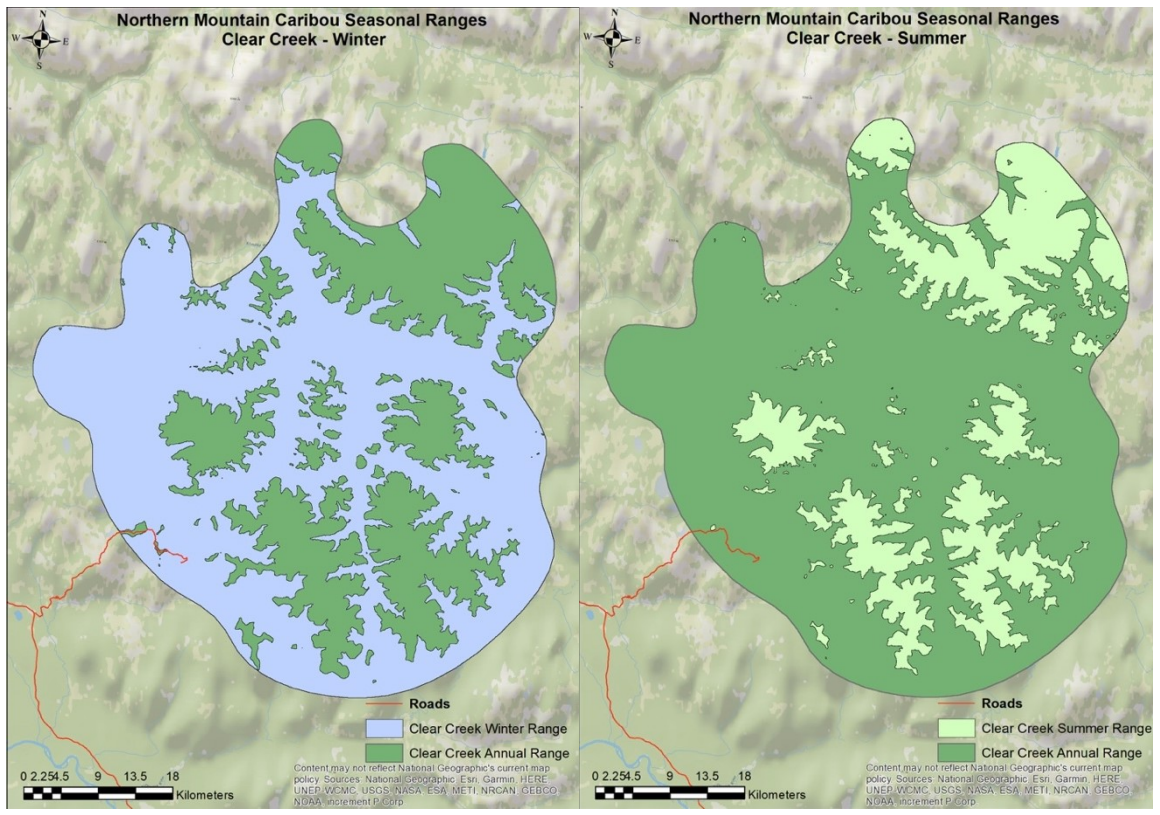 Northern Mountain Caribou Seasonal Ranges
Clear Creek - Winter
N
W
E
S
Roads
Clear Creek Winter Range
Clear Creek Annual Range
0 2.254.5 9 13.5 18
Kilometers
Content may not reflect National Geographic's current map
policy. Sources: National Geographic, Esri, Garmin, HERE,
UNEP-WCMC, USGS, NASA, ESA, METI, NRCAN, GEBCO,
NOAA, increment P Corp.
Northern Mountain Caribou Seasonal Ranges
Clear Creek - Summer
N
W
E
S
Roads
Clear Creek Summer Range
Clear Creek Annual Range
0 2.254.5 9 13.5 18
Kilometers
Content may not reflect National Geographic's current map
policy. Sources: National Geographic, Esri, Garmin, HERE,
UNEP-WCMC, USGS, NASA, ESA, METI, NRCAN, GEBCO,
NOAA, increment P Corp.